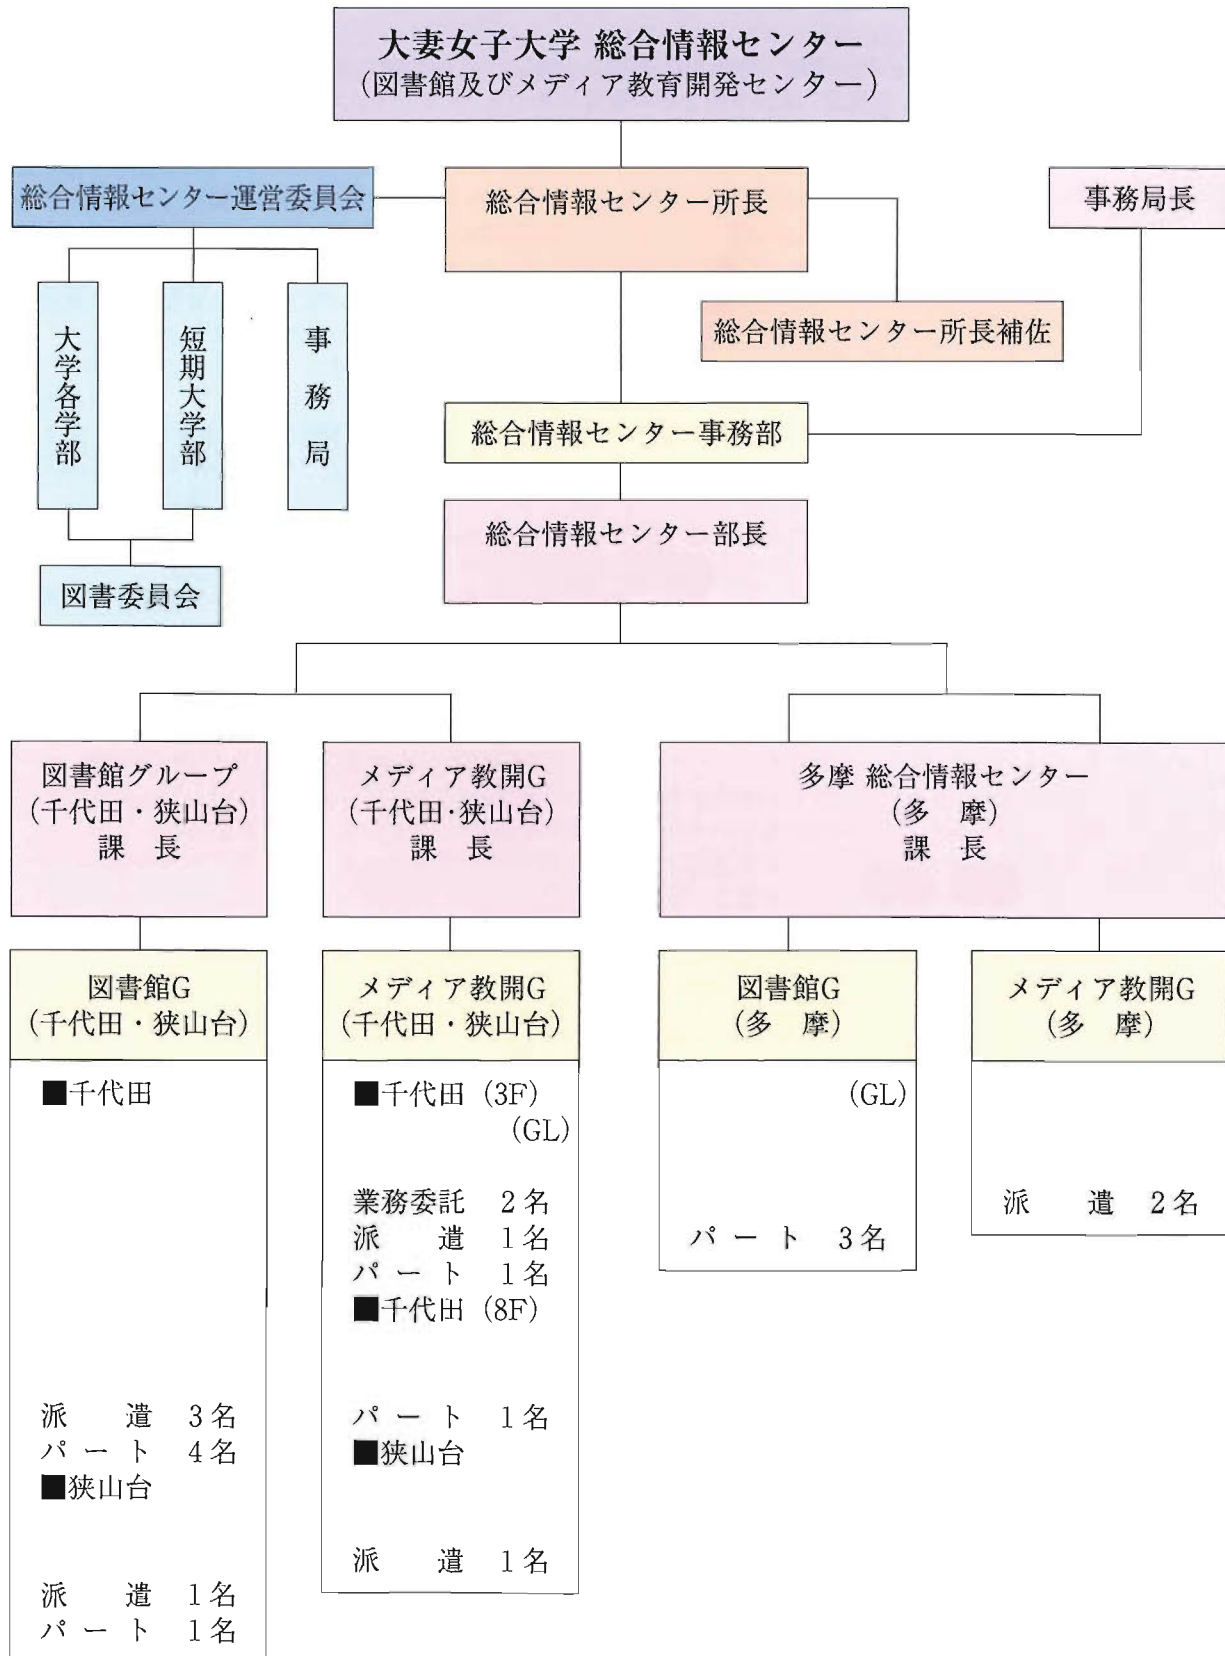 大妻女子大学 総合情報センター
(図書館及びメディア教育開発センター)
総合情報センター運営委員会
総合情報センター所長
事務局長
総合情報センター所長補佐
大学各学部
短期大学部
事務局
総合情報センター事務部
総合情報センター部長
図書委員会
図書館グループ
(千代田・狭山台)
課 長
メディア教開G
(千代田・狭山台)
課 長
多摩 総合情報センター
(多 摩)
課 長
図書館G
(千代田・狭山台)
■千代田
派 遣 3名
パ ー ト 4名
■狭山台
派 遣 1名
パ ー ト 1名
メディア教開G
(千代田・狭山台)
■千代田 (3F)
(GL)
業務委託 2名
派 遣 1名
パ ー ト 1名
■千代田 (8F)
パ ー ト 1名
■狭山台
派 遣 1名
図書館G
(多 摩)
(GL)
パ ー ト 3名
メディア教開G
(多 摩)
派 遣 2名